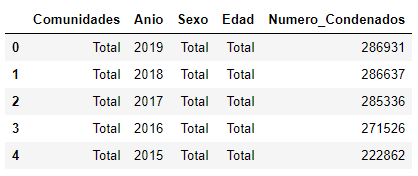 Comunidades Anio Sexo Edad Numero_Condenados
0 Total 2019 Total Total 286931
1 Total 2018 Total Total 286637
2 Total 2017 Total Total 285336
3 Total 2016 Total Total 271526
4 Total 2015 Total Total 222862